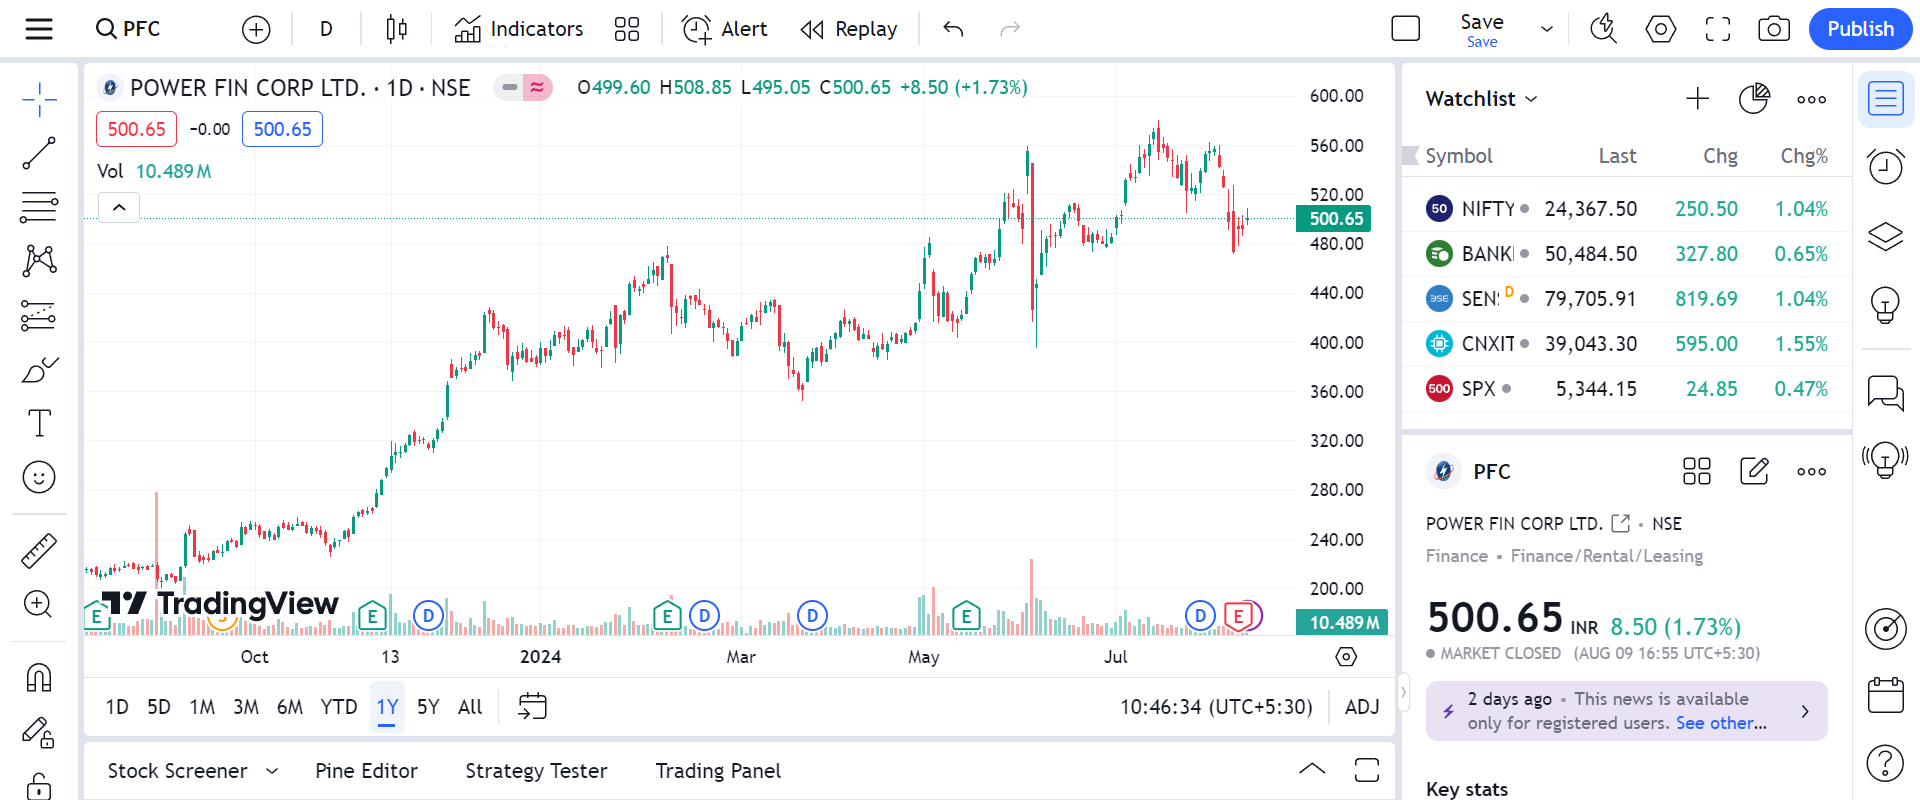 PFC
D
Indicators
Alert
Replay
Save
Save
Publish
POWER FIN CORP LTD. · 1D · NSE
O499.60 H508.85 L495.05 C500.65 +8.50 (+1.73%)
500.65
−0.00
500.65
Vol 10.489 M
600.00
560.00
520.00
500.65
480.00
440.00
400.00
360.00
320.00
280.00
240.00
200.00
10.489 M
TradingView
E
E
D
E
D
D
E
D
E
Oct
13
2024
Mar
May
Jul
1D 5D 1M 3M 6M YTD 1Y 5Y All
10:46:34 (UTC+5:30)
ADJ
Stock Screener
Pine Editor
Strategy Tester
Trading Panel
Watchlist
Symbol Last Chg Chg%
50 NIFTY 24,367.50 250.50 1.04%
BANK 50,484.50 327.80 0.65%
BSE SEN D 79,705.91 819.69 1.04%
CNXIT 39,043.30 595.00 1.55%
500 SPX 5,344.15 24.85 0.47%
PFC
POWER FIN CORP LTD. • NSE
Finance • Finance/Rental/Leasing
500.65 INR 8.50 (1.73%)
MARKET CLOSED (AUG 09 16:55 UTC+5:30)
2 days ago • This news is available
only for registered users. See other...
Key stats